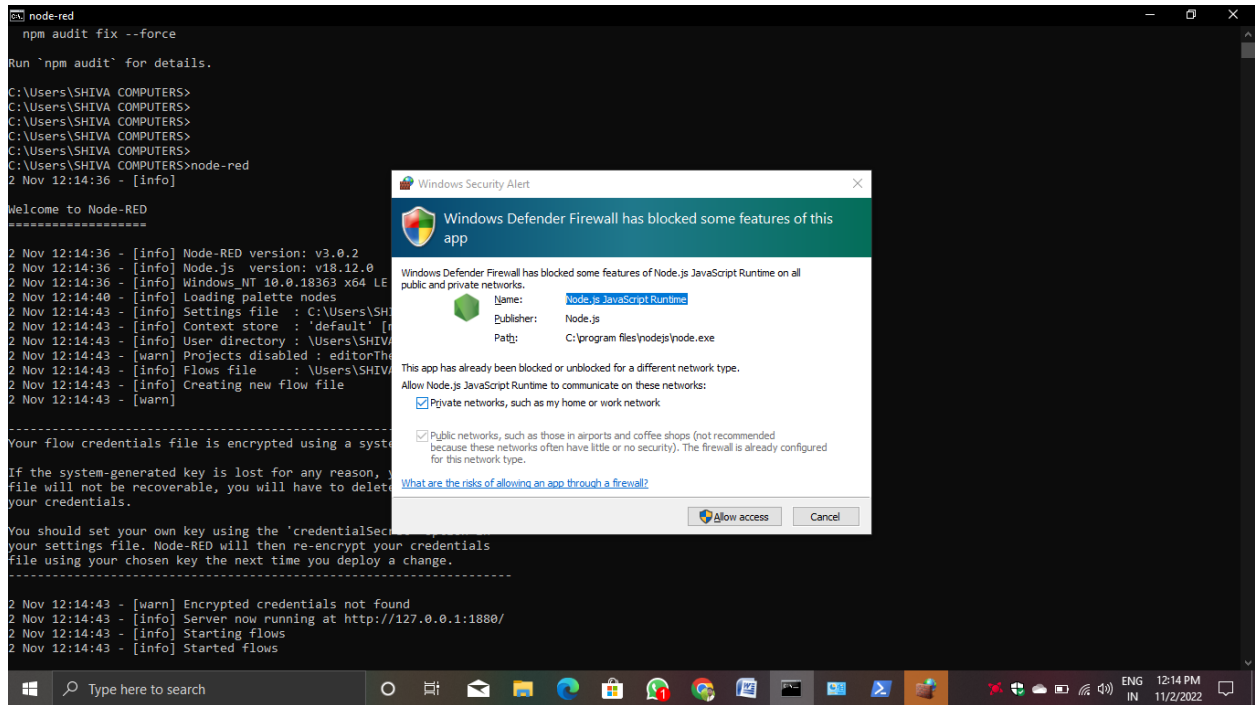 node-red
npm audit fix --force
Run `npm audit` for details.
C:\Users\SHIVA COMPUTERS>
C:\Users\SHIVA COMPUTERS>
C:\Users\SHIVA COMPUTERS>
C:\Users\SHIVA COMPUTERS>
C:\Users\SHIVA COMPUTERS>
C:\Users\SHIVA COMPUTERS>node-red
2 Nov 12:14:36 - [info]
Welcome to Node-RED
===================
2 Nov 12:14:36 - [info] Node-RED version: v3.0.2
2 Nov 12:14:36 - [info] Node.js  version: v18.12.0
2 Nov 12:14:36 - [info] Windows_NT 10.0.18363 x64 LE
2 Nov 12:14:40 - [info] Loading palette nodes
2 Nov 12:14:43 - [info] Settings file  : C:\Users\SHI
2 Nov 12:14:43 - [info] Context store  : 'default' [
2 Nov 12:14:43 - [info] User directory : \Users\SHIVA
2 Nov 12:14:43 - [warn] Projects disabled : editorThe
2 Nov 12:14:43 - [info] Flows file     : \Users\SHIVA
2 Nov 12:14:43 - [info] Creating new flow file
2 Nov 12:14:43 - [warn]
Your flow credentials file is encrypted using a syste
If the system-generated key is lost for any reason,
file will not be recoverable, you will have to delete
your credentials.
You should set your own key using the 'credentialSec
your settings file. Node-RED will then re-encrypt your credentials
file using your chosen key the next time you deploy a change.
---------------------------------------------------------------------
2 Nov 12:14:43 - [warn] Encrypted credentials not found
2 Nov 12:14:43 - [info] Server now running at http://127.0.0.1:1880/
2 Nov 12:14:43 - [info] Starting flows
2 Nov 12:14:43 - [info] Started flows
Windows Security Alert
Windows Defender Firewall has blocked some features of this
app
Windows Defender Firewall has blocked some features of Node.js JavaScript Runtime on all
public and private networks.
Name: Node.js JavaScript Runtime
Publisher: Node.js
Path: C:\program files\nodejs\node.exe
This app has already been blocked or unblocked for a different network type.
Allow Node.js JavaScript Runtime to communicate on these networks:
Private networks, such as my home or work network
Public networks, such as those in airports and coffee shops (not recommended
because these networks often have little or no security). The firewall is already configured
for this network type.
What are the risks of allowing an app through a firewall?
Allow access Cancel
Type here to search
1
ENG 12:14 PM
IN 11/2/2022